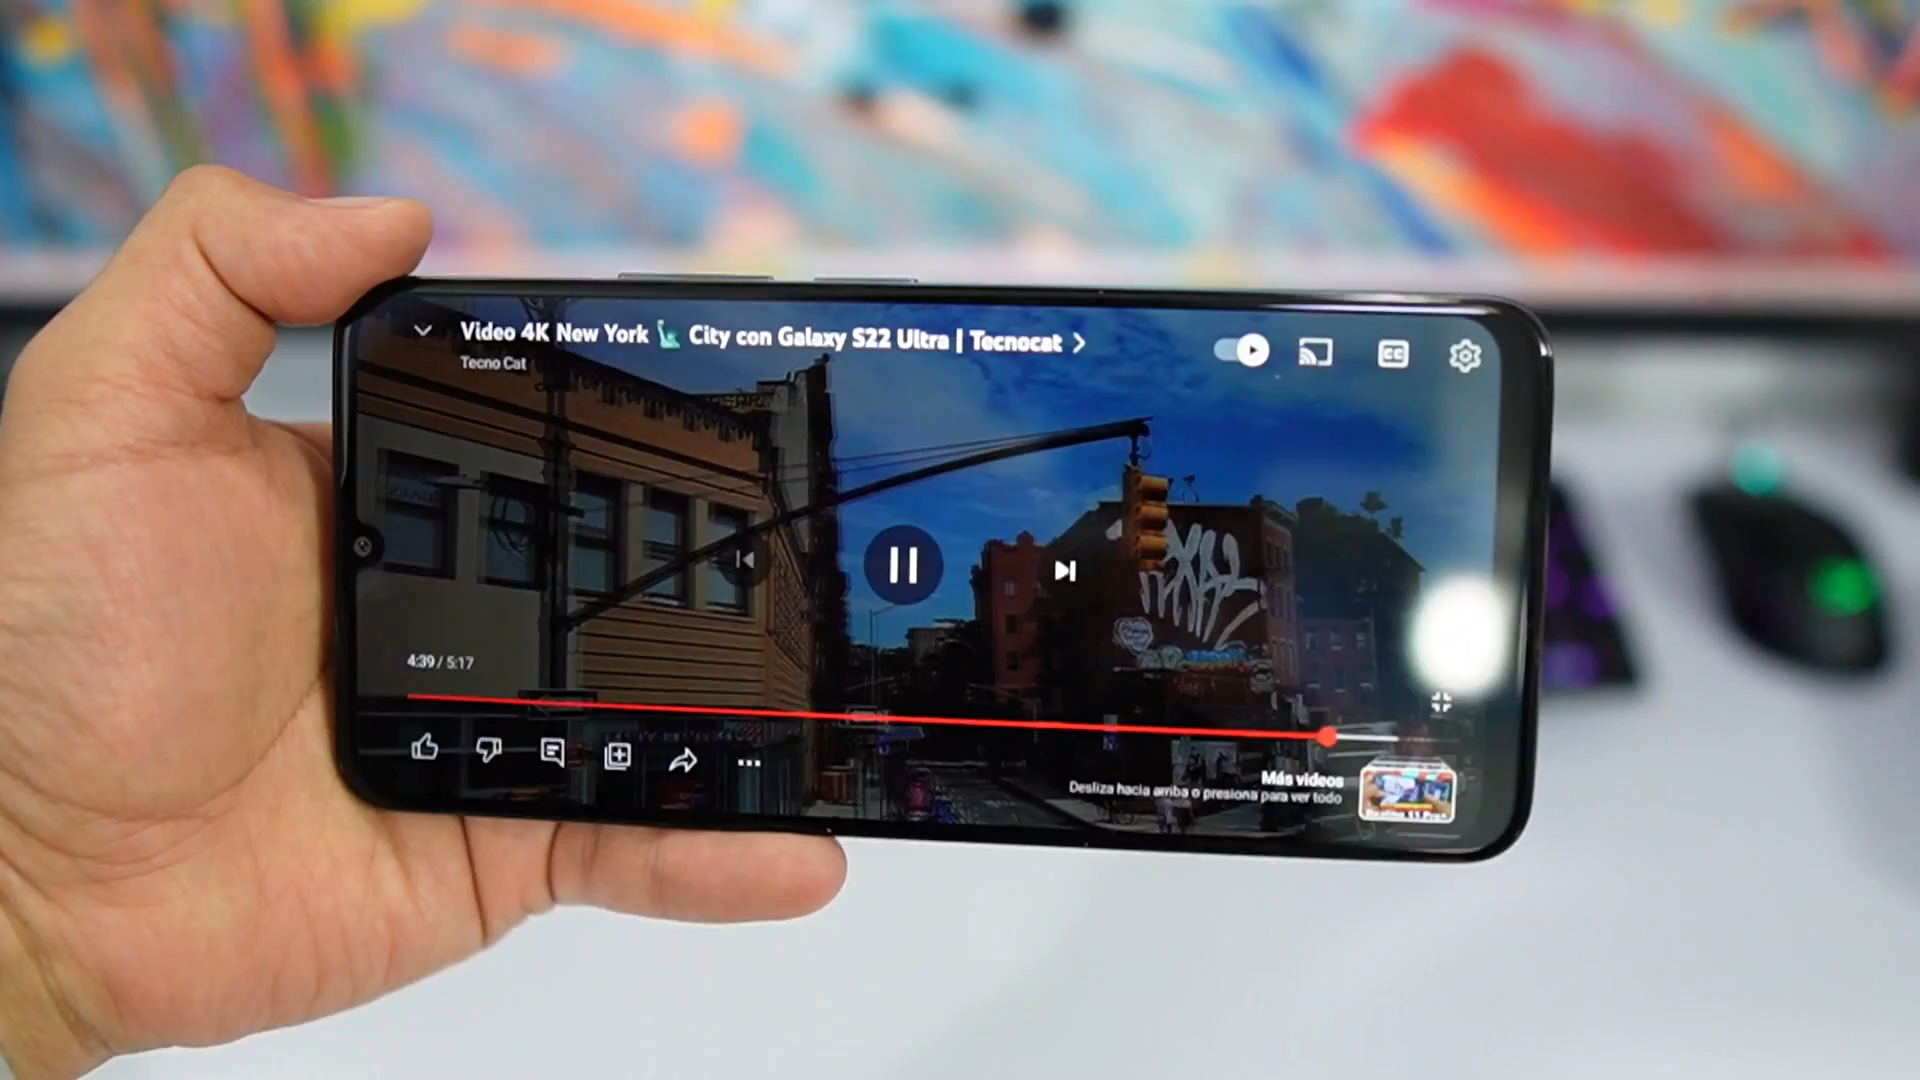 Video 4K New York 🗽 City con Galaxy S22 Ultra | Tecnocat
Tecno Cat
CC
4:39 / 5:17
Más videos
Desliza hacia arriba o presiona para ver todo